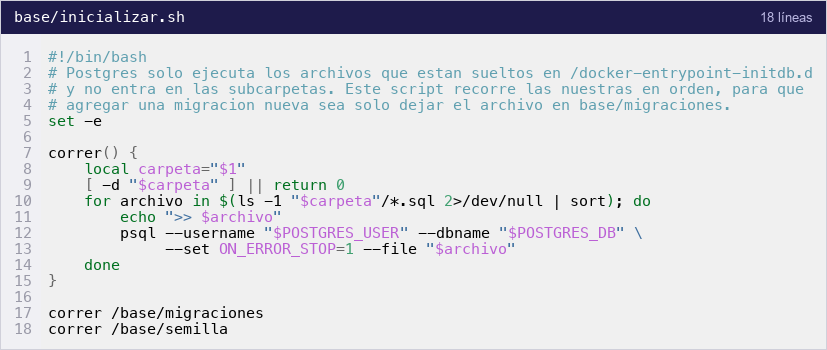 base/inicializar.sh
18 líneas
1 #!/bin/bash
2 # Postgres solo ejecuta los archivos que estan sueltos en /docker-entrypoint-initdb.d
3 # y no entra en las subcarpetas. Este script recorre las nuestras en orden, para que
4 # agregar una migracion nueva sea solo dejar el archivo en base/migraciones.
5 set -e
6
7 correr() {
8     local carpeta="$1"
9     [ -d "$carpeta" ] || return 0
10     for archivo in $(ls -1 "$carpeta"/*.sql 2>/dev/null | sort); do
11         echo ">> $archivo"
12         psql --username "$POSTGRES_USER" --dbname "$POSTGRES_DB" \
13              --set ON_ERROR_STOP=1 --file "$archivo"
14     done
15 }
16
17 correr /base/migraciones
18 correr /base/semilla